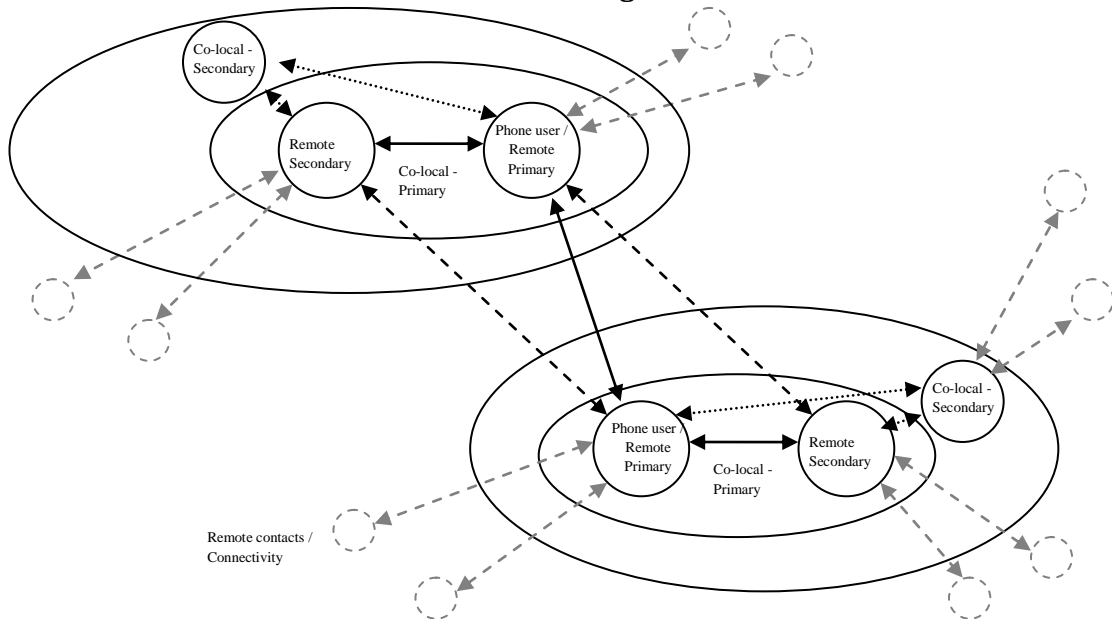 Co-local -
Secondary
Remote
Secondary
Phone user /
Remote
Primary
Co-local -
Primary
Co-local -
Secondary
Phone user /
Remote
Primary
Remote
Secondary
Co-local -
Primary
Remote contacts /
Connectivity